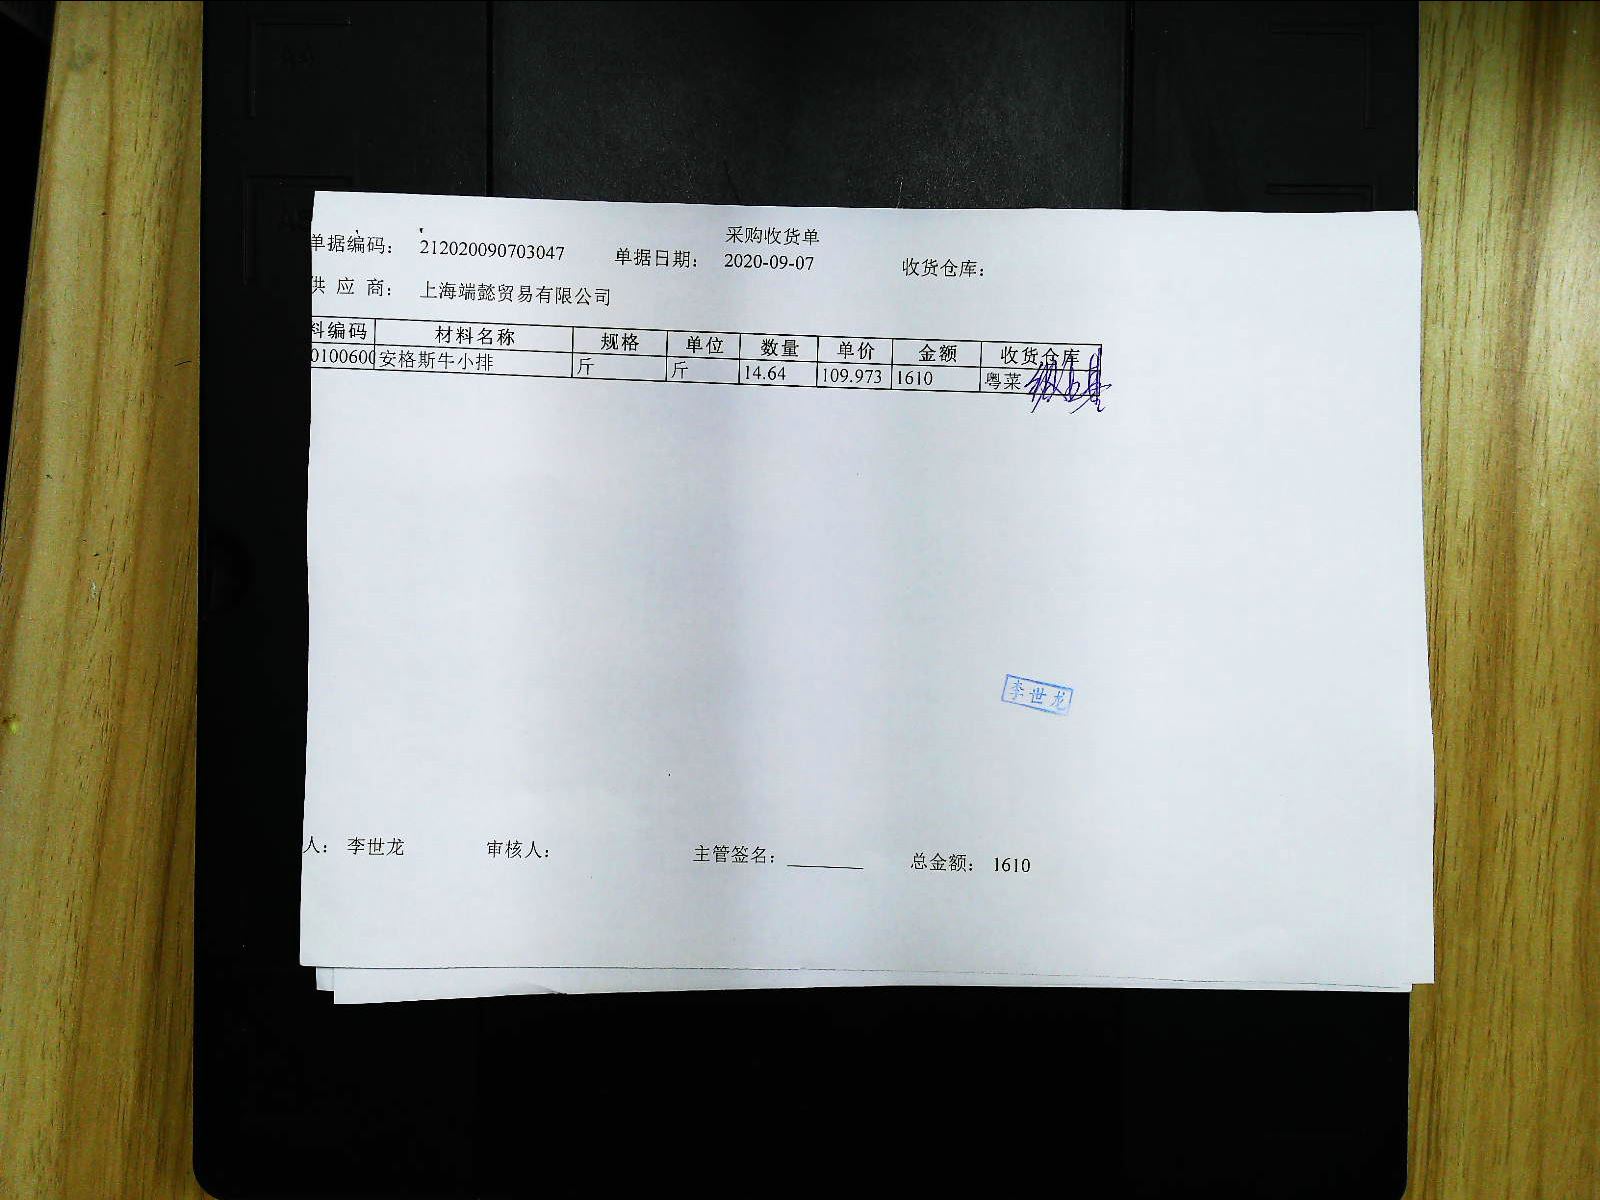 采购收货单
单据编码： 212020090703047 单据日期： 2020-09-07 收货仓库：
供 应 商： 上海端懿贸易有限公司
料编码 材料名称 规格 单位 数量 单价 金额 收货仓库
0100600 安格斯牛小排 斤 斤 14.64 109.973 1610 粤菜
李世龙
人： 李世龙 审核人： 主管签名： 总金额： 1610